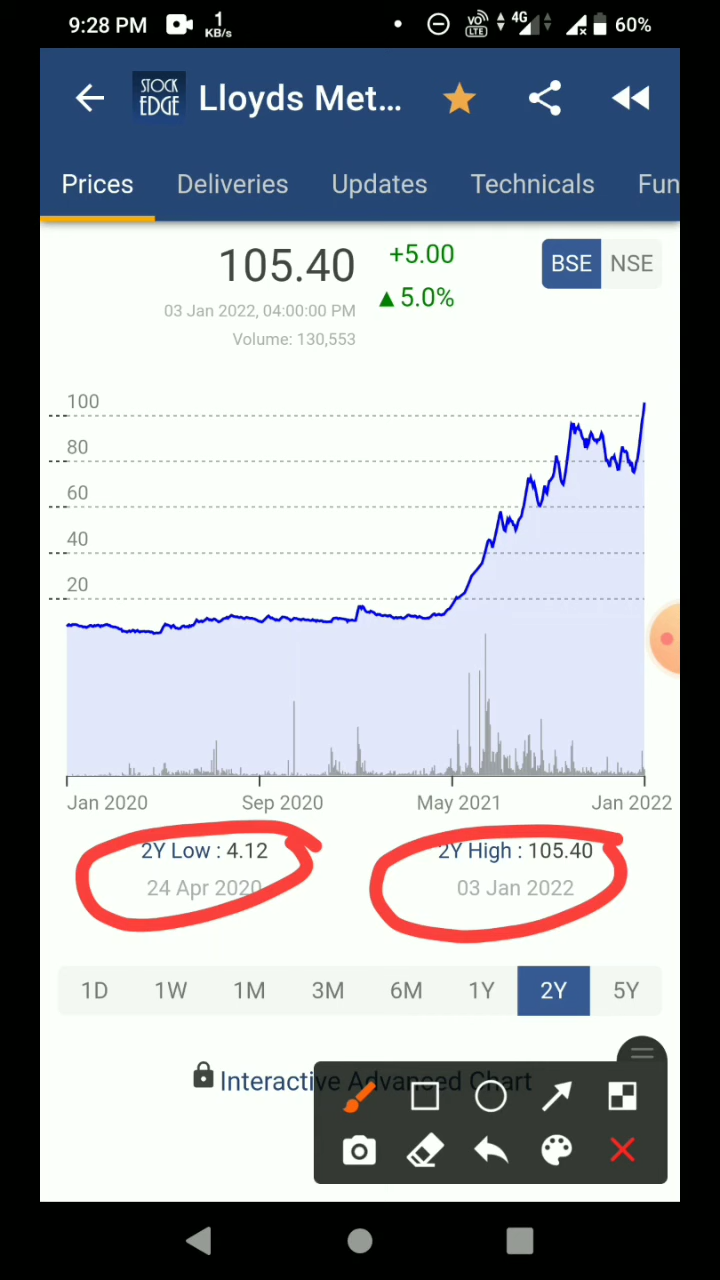 9:28 PM 1 KB/s VO LTE 4G 60%
STOCK EDGE Lloyds Met...
Prices Deliveries Updates Technicals Fun
105.40 +5.00 BSE NSE
03 Jan 2022, 04:00:00 PM ▲ 5.0%
Volume: 130,553
100
80
60
40
20
Jan 2020 Sep 2020 May 2021 Jan 2022
2Y Low : 4.12 2Y High : 105.40
24 Apr 2020 03 Jan 2022
1D 1W 1M 3M 6M 1Y 2Y 5Y
Interactive Advanced Chart